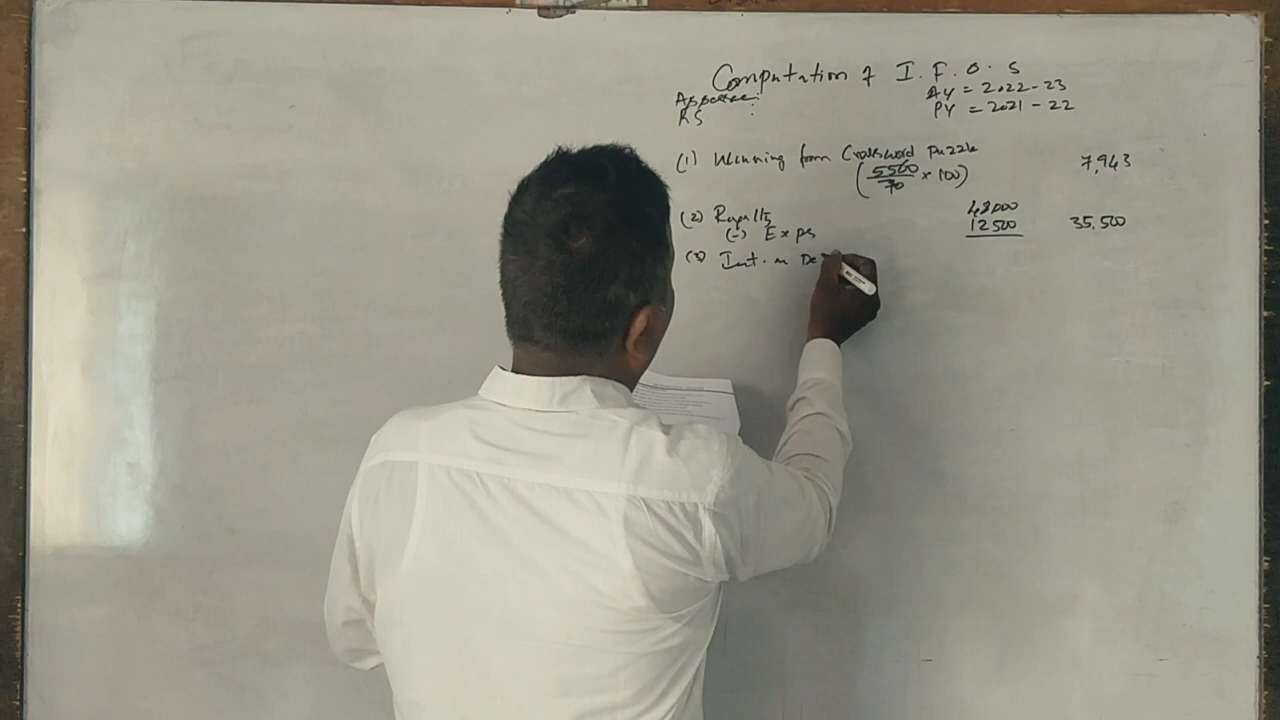 Computation of I. F. O. S
Assessee: AY = 2022-23
RS : PY = 2021-22
(1) Winning from Crossword Puzzle 7,943
(5560/70 × 100)
(2) Royalty 48000
(-) Exps 12500 35,500
(3) Int. on De